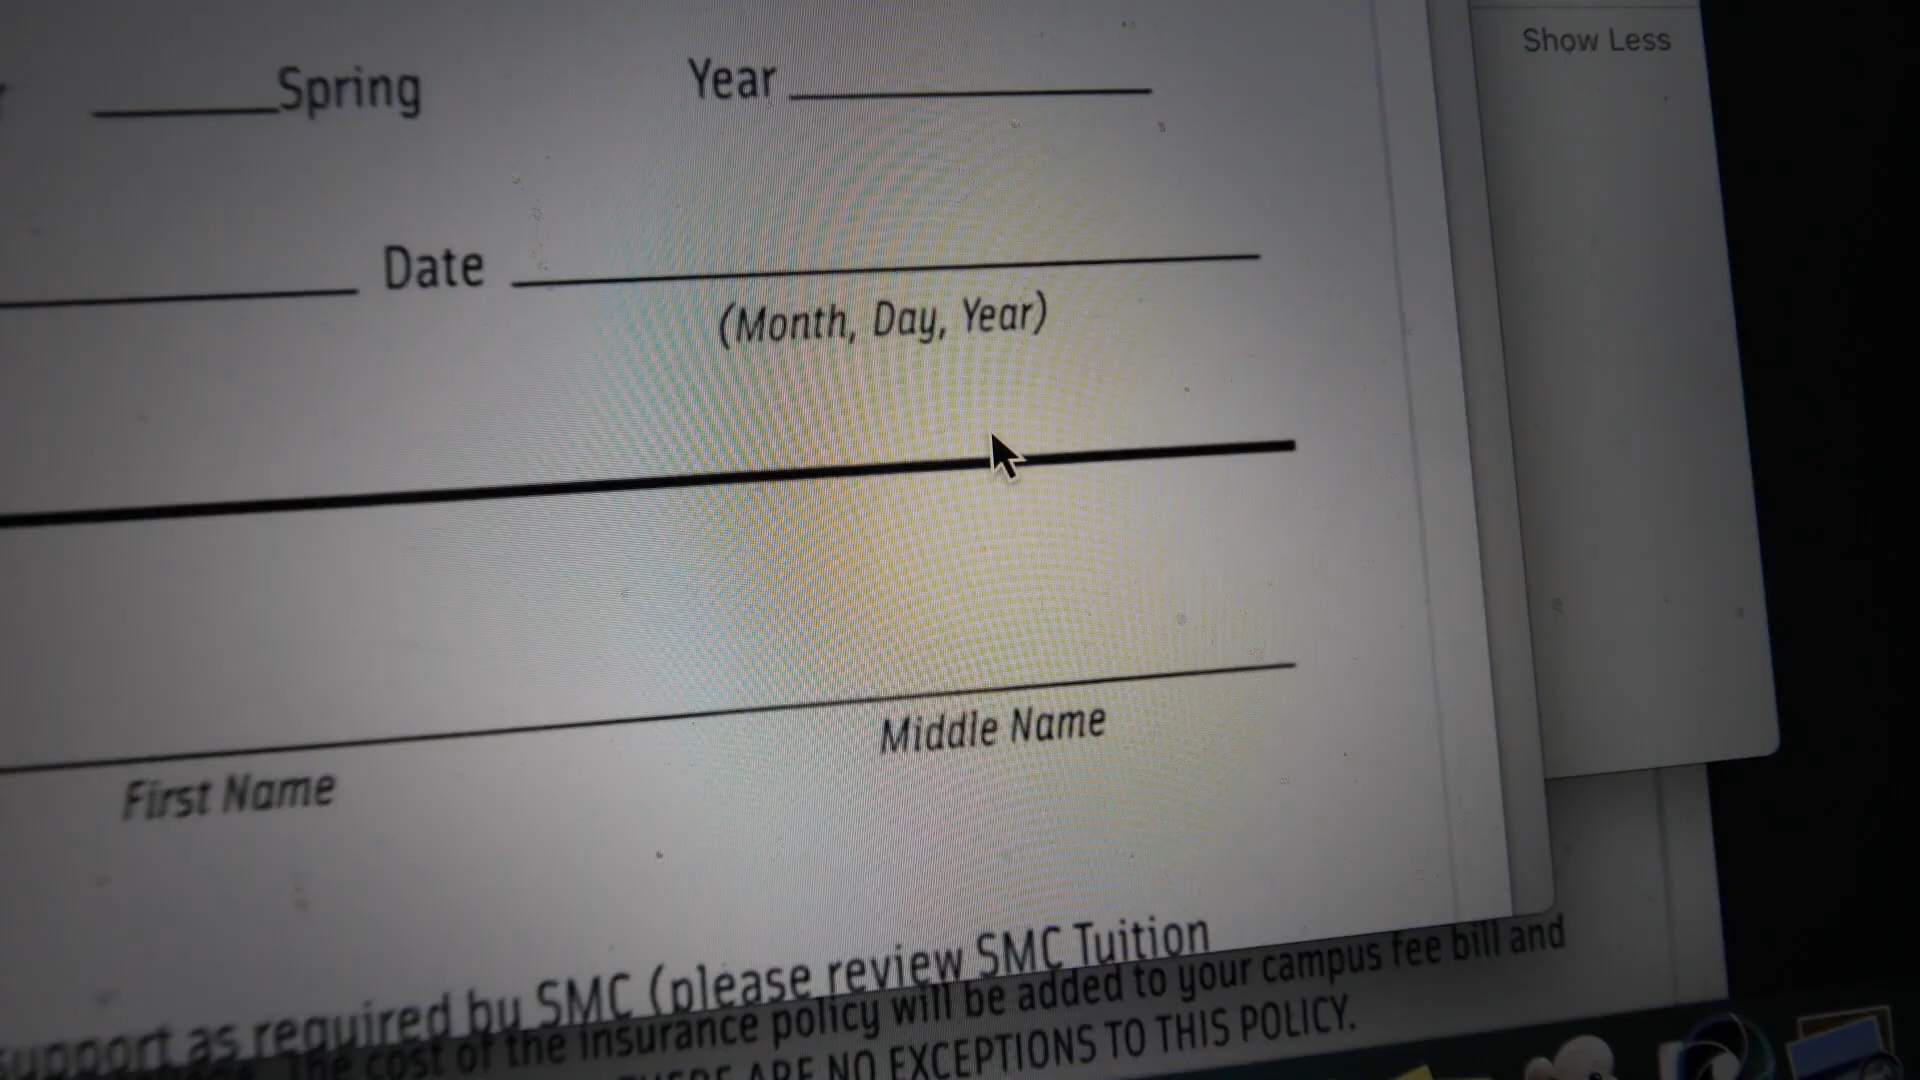 Show Less
Spring Year
Date
(Month, Day, Year)
Middle Name
First Name
support as required by SMC (please review SMC Tuition
The cost of the insurance policy will be added to your campus fee bill and
THERE ARE NO EXCEPTIONS TO THIS POLICY.